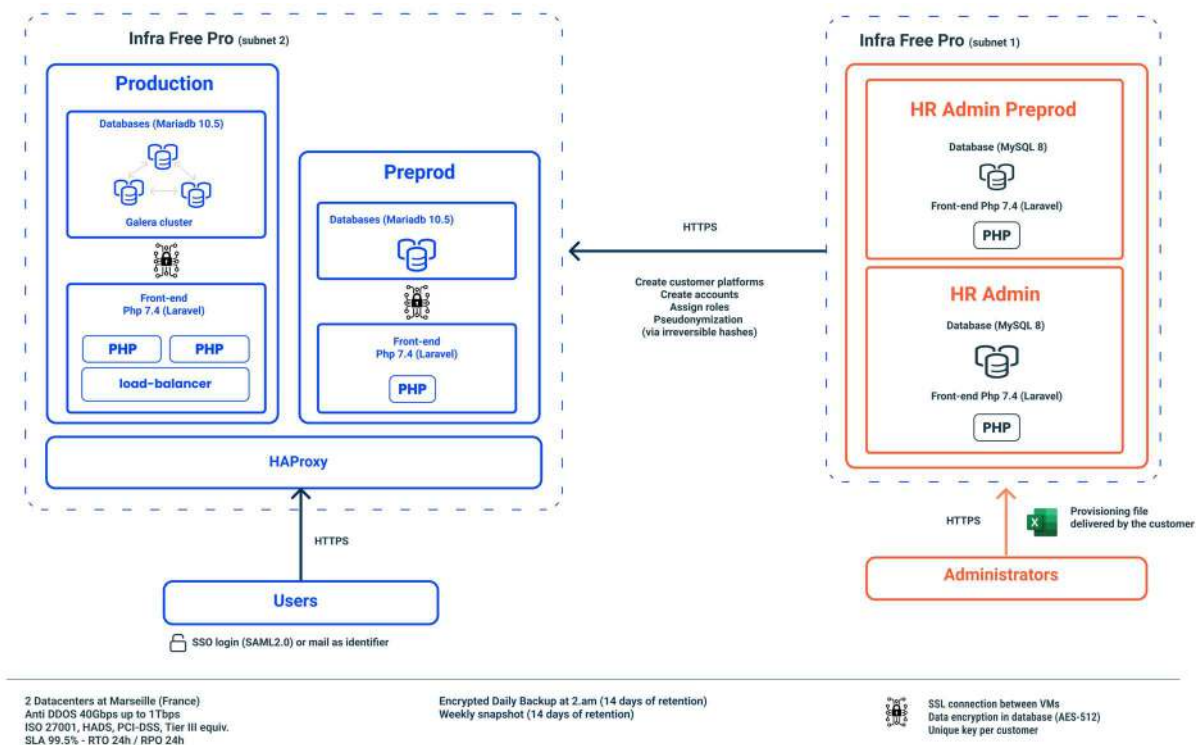 Infra Free Pro (subnet 2)
Production
Databases (Mariadb 10.5)
Galera cluster
Front-end
Php 7.4 (Laravel)
PHP
PHP
load-balancer
Preprod
Databases (Mariadb 10.5)
Front-end
Php 7.4 (Laravel)
PHP
HAProxy
HTTPS
Users
SSO login (SAML2.0) or mail as identifier
HTTPS
Create customer platforms
Create accounts
Assign roles
Pseudonymization
(via irreversible hashes)
Infra Free Pro (subnet 1)
HR Admin Preprod
Database (MySQL 8)
Front-end Php 7.4 (Laravel)
PHP
HR Admin
Database (MySQL 8)
Front-end Php 7.4 (Laravel)
PHP
HTTPS
X
Provisioning file
delivered by the customer
Administrators
2 Datacenters at Marseille (France)
Anti DDOS 40Gbps up to 1Tbps
ISO 27001, HADS, PCI-DSS, Tier III equiv.
SLA 99.5% - RTO 24h / RPO 24h
Encrypted Daily Backup at 2.am (14 days of retention)
Weekly snapshot (14 days of retention)
SSL connection between VMs
Data encryption in database (AES-512)
Unique key per customer